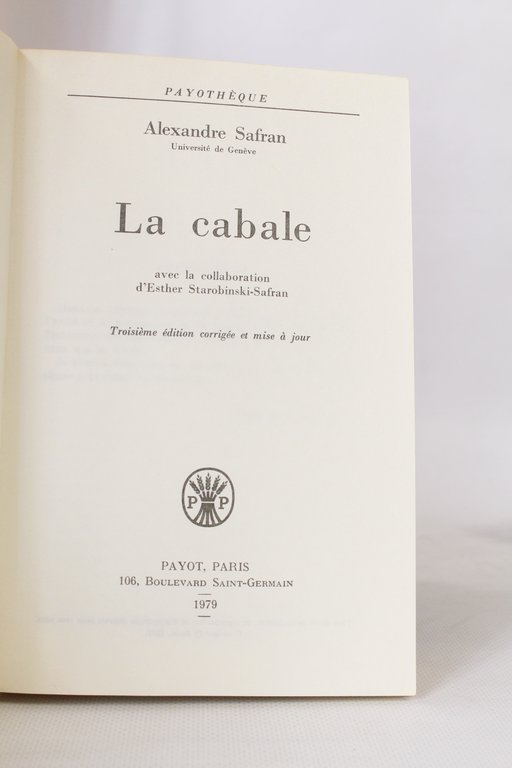 PAYOTHÈQUE
Alexandre Safran
Université de Genève
La cabale
avec la collaboration
d'Esther Starobinski-Safran
Troisième édition corrigée et mise à jour
P P
PAYOT, PARIS
106, BOULEVARD SAINT-GERMAIN
1979